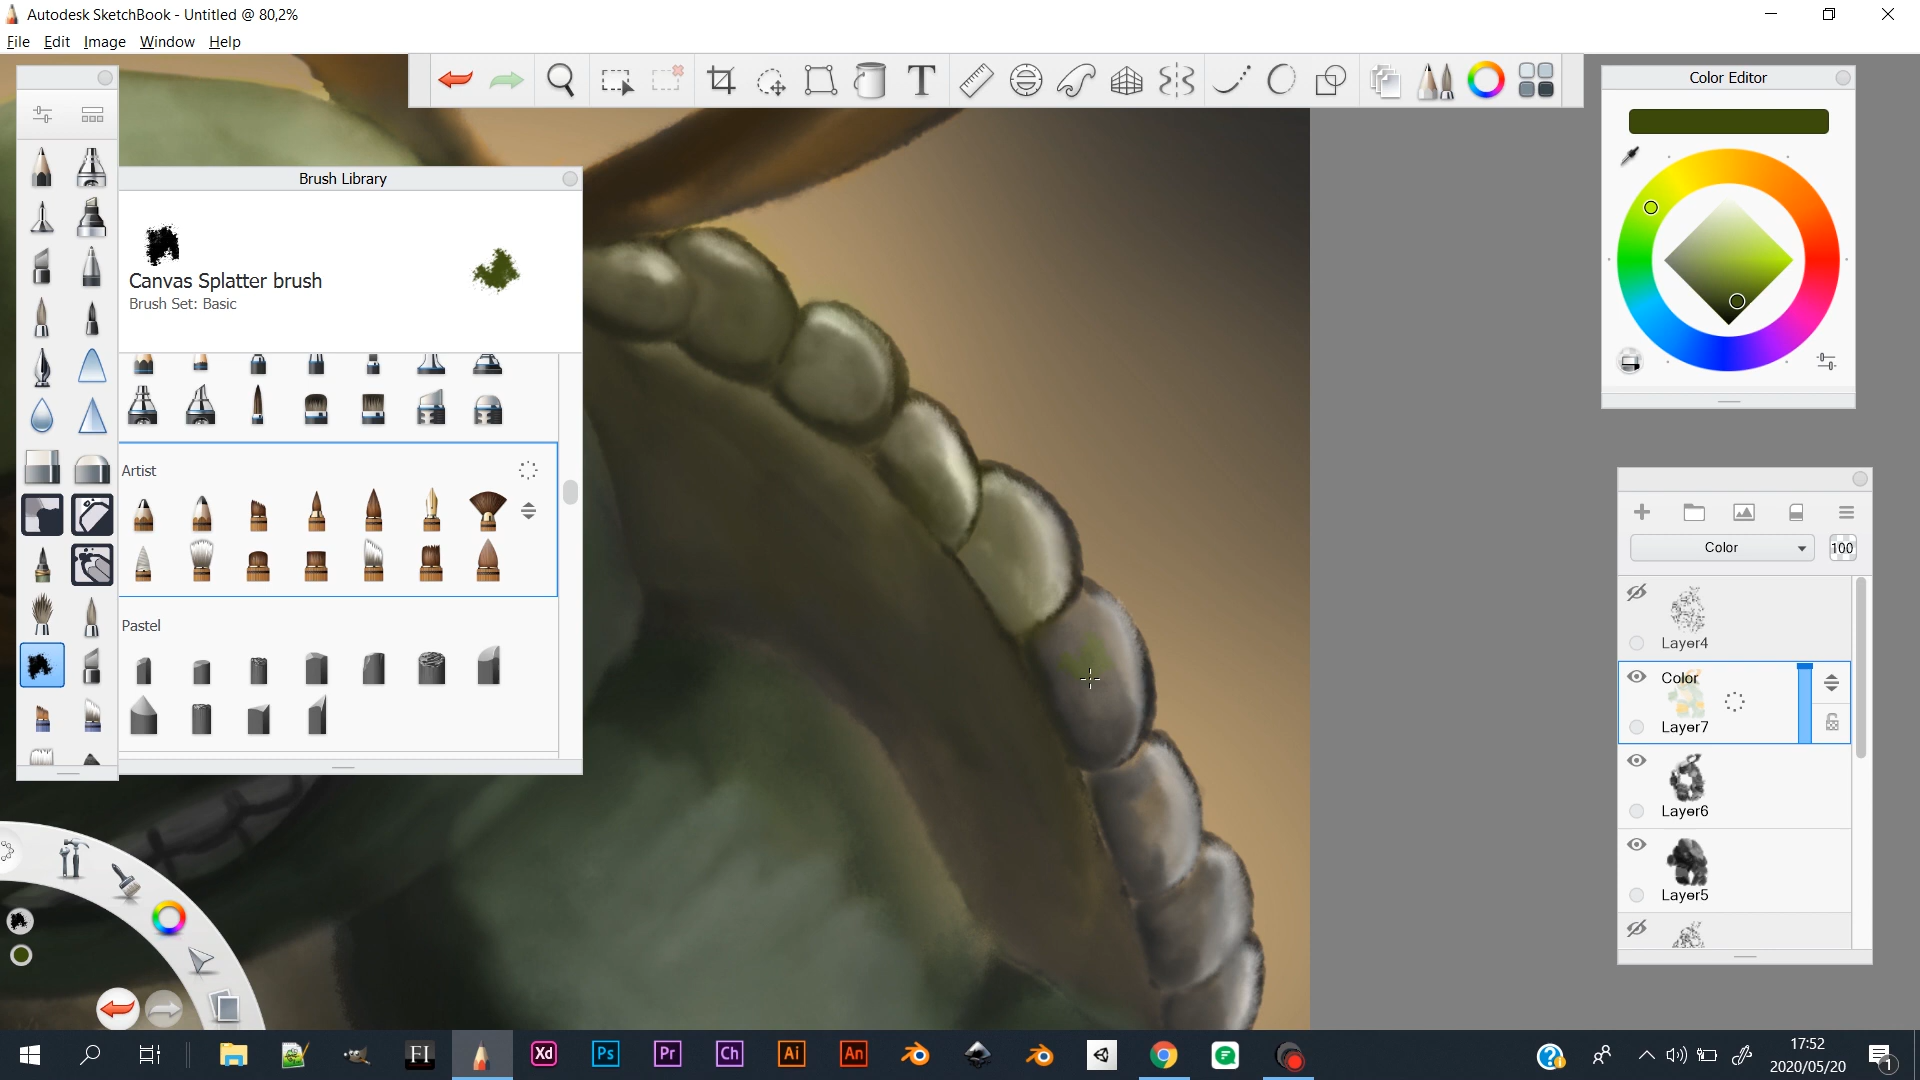 Autodesk SketchBook - Untitled @ 80,2%
File Edit Image Window Help
T
Color Editor
Brush Library
Canvas Splatter brush
Brush Set: Basic
Artist
Pastel
Color
100
Layer4
Color
Layer7
Layer6
Layer5
FI Xd Ps Pr Ch Ai An
17:52
2020/05/20
1